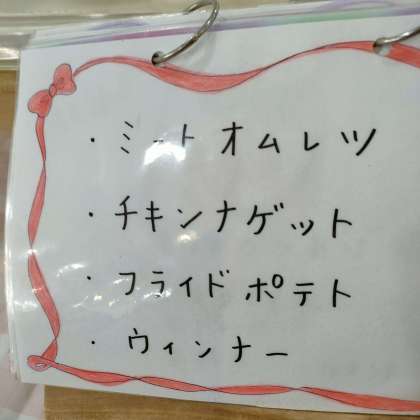 ・ミートオムレツ
・チキンナゲット
・フライドポテト
・ウィンナー